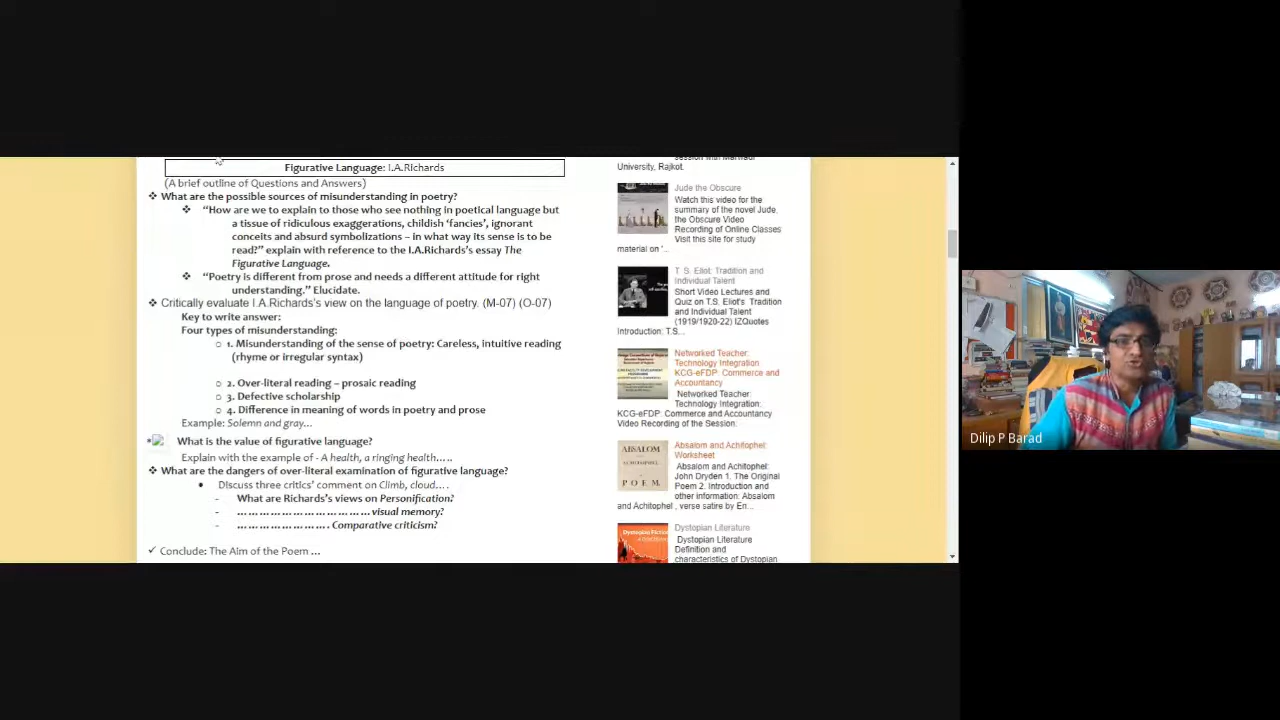 Figurative Language: I.A.Richards
(A brief outline of Questions and Answers)
What are the possible sources of misunderstanding in poetry?
“How are we to explain to those who see nothing in poetical language but
a tissue of ridiculous exaggerations, childish ‘fancies’, ignorant
conceits and absurd symbolizations – in what way its sense is to be
read?” explain with reference to the I.A.Richards's essay The
Figurative Language.
“Poetry is different from prose and needs a different attitude for right
understanding.” Elucidate.
Critically evaluate I.A.Richards's view on the language of poetry. (M-07) (O-07)
Key to write answer:
Four types of misunderstanding:
1. Misunderstanding of the sense of poetry: Careless, intuitive reading
(rhyme or irregular syntax)
2. Over-literal reading – prosaic reading
3. Defective scholarship
4. Difference in meaning of words in poetry and prose
Example: Solemn and gray…
What is the value of figurative language?
Explain with the example of - A health, a ringing health…..
What are the dangers of over-literal examination of figurative language?
Discuss three critics’ comment on Climb, cloud….
- What are Richards's views on Personification?
- … … … … … … … … … … … visual memory?
- … … … … … … … …. Comparative criticism?
✓ Conclude: The Aim of the Poem …
session with Marwadi
University, Rajkot.
Jude the Obscure
Watch this video for the
summary of the novel Jude,
the Obscure Video
Recording of Online Classes
Visit this site for study
material on '..
T. S. Eliot: Tradition and
Individual Talent
Short Video Lectures and
Quiz on T.S. Eliot's Tradition
and Individual Talent
(1919/1920-22) IZQuotes
Introduction: T.S...
Networked Teacher:
Technology Integration
KCG-eFDP: Commerce and
Accountancy
Networked Teacher:
Technology Integration:
KCG-eFDP: Commerce and Accountancy
Video Recording of the Session:
ABSALOM
POEM.
Absalom and Achitophel:
Worksheet
Absalom and Achitophel:
John Dryden 1. The Original
Poem 2. Introduction and
other information: Absalom
and Achitophel , verse satire by En...
Dystopian Fiction
Dystopian Literature
Dystopian Literature
Definition and
characteristics of Dystopian
Dilip P Barad